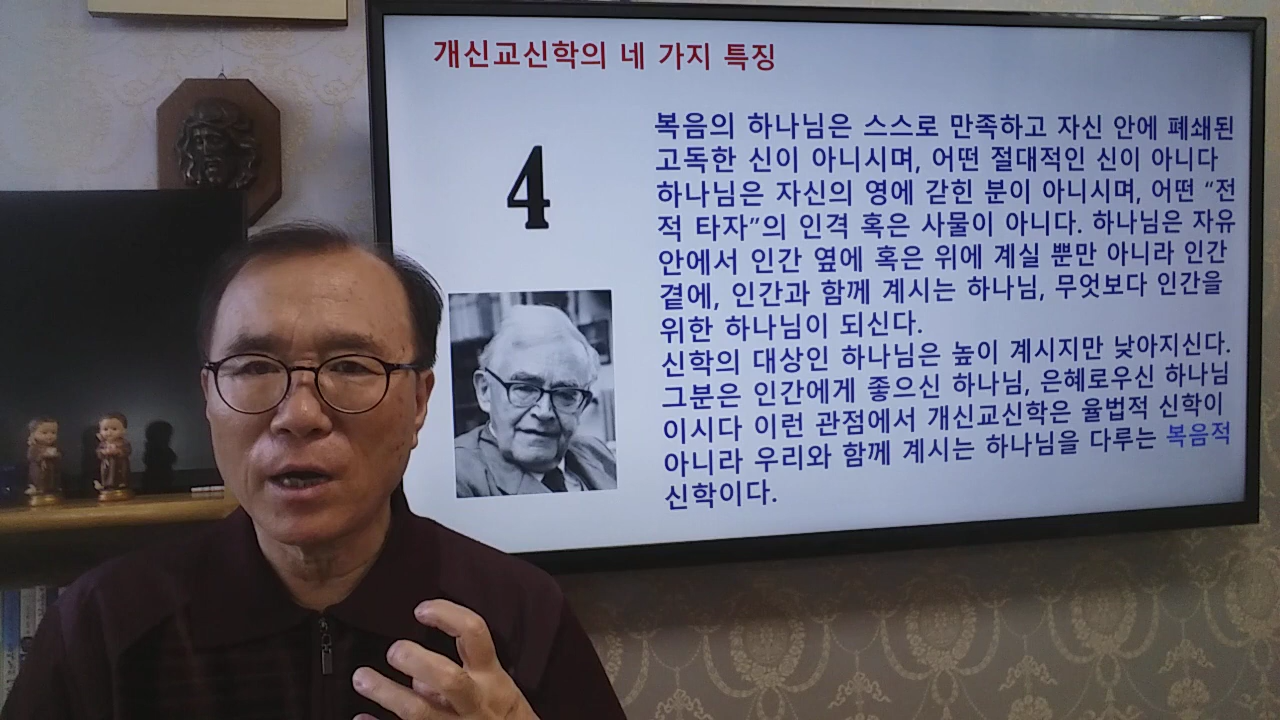 개신교신학의 네 가지 특징
4
복음의 하나님은 스스로 만족하고 자신 안에 폐쇄된
고독한 신이 아니시며, 어떤 절대적인 신이 아니다
하나님은 자신의 영에 갇힌 분이 아니시며, 어떤 “전
적 타자”의 인격 혹은 사물이 아니다. 하나님은 자유
안에서 인간 옆에 혹은 위에 계실 뿐만 아니라 인간
곁에, 인간과 함께 계시는 하나님, 무엇보다 인간을
위한 하나님이 되신다.
신학의 대상인 하나님은 높이 계시지만 낮아지신다.
그분은 인간에게 좋으신 하나님, 은혜로우신 하나님
이시다 이런 관점에서 개신교신학은 율법적 신학이
아니라 우리와 함께 계시는 하나님을 다루는 복음적
신학이다.